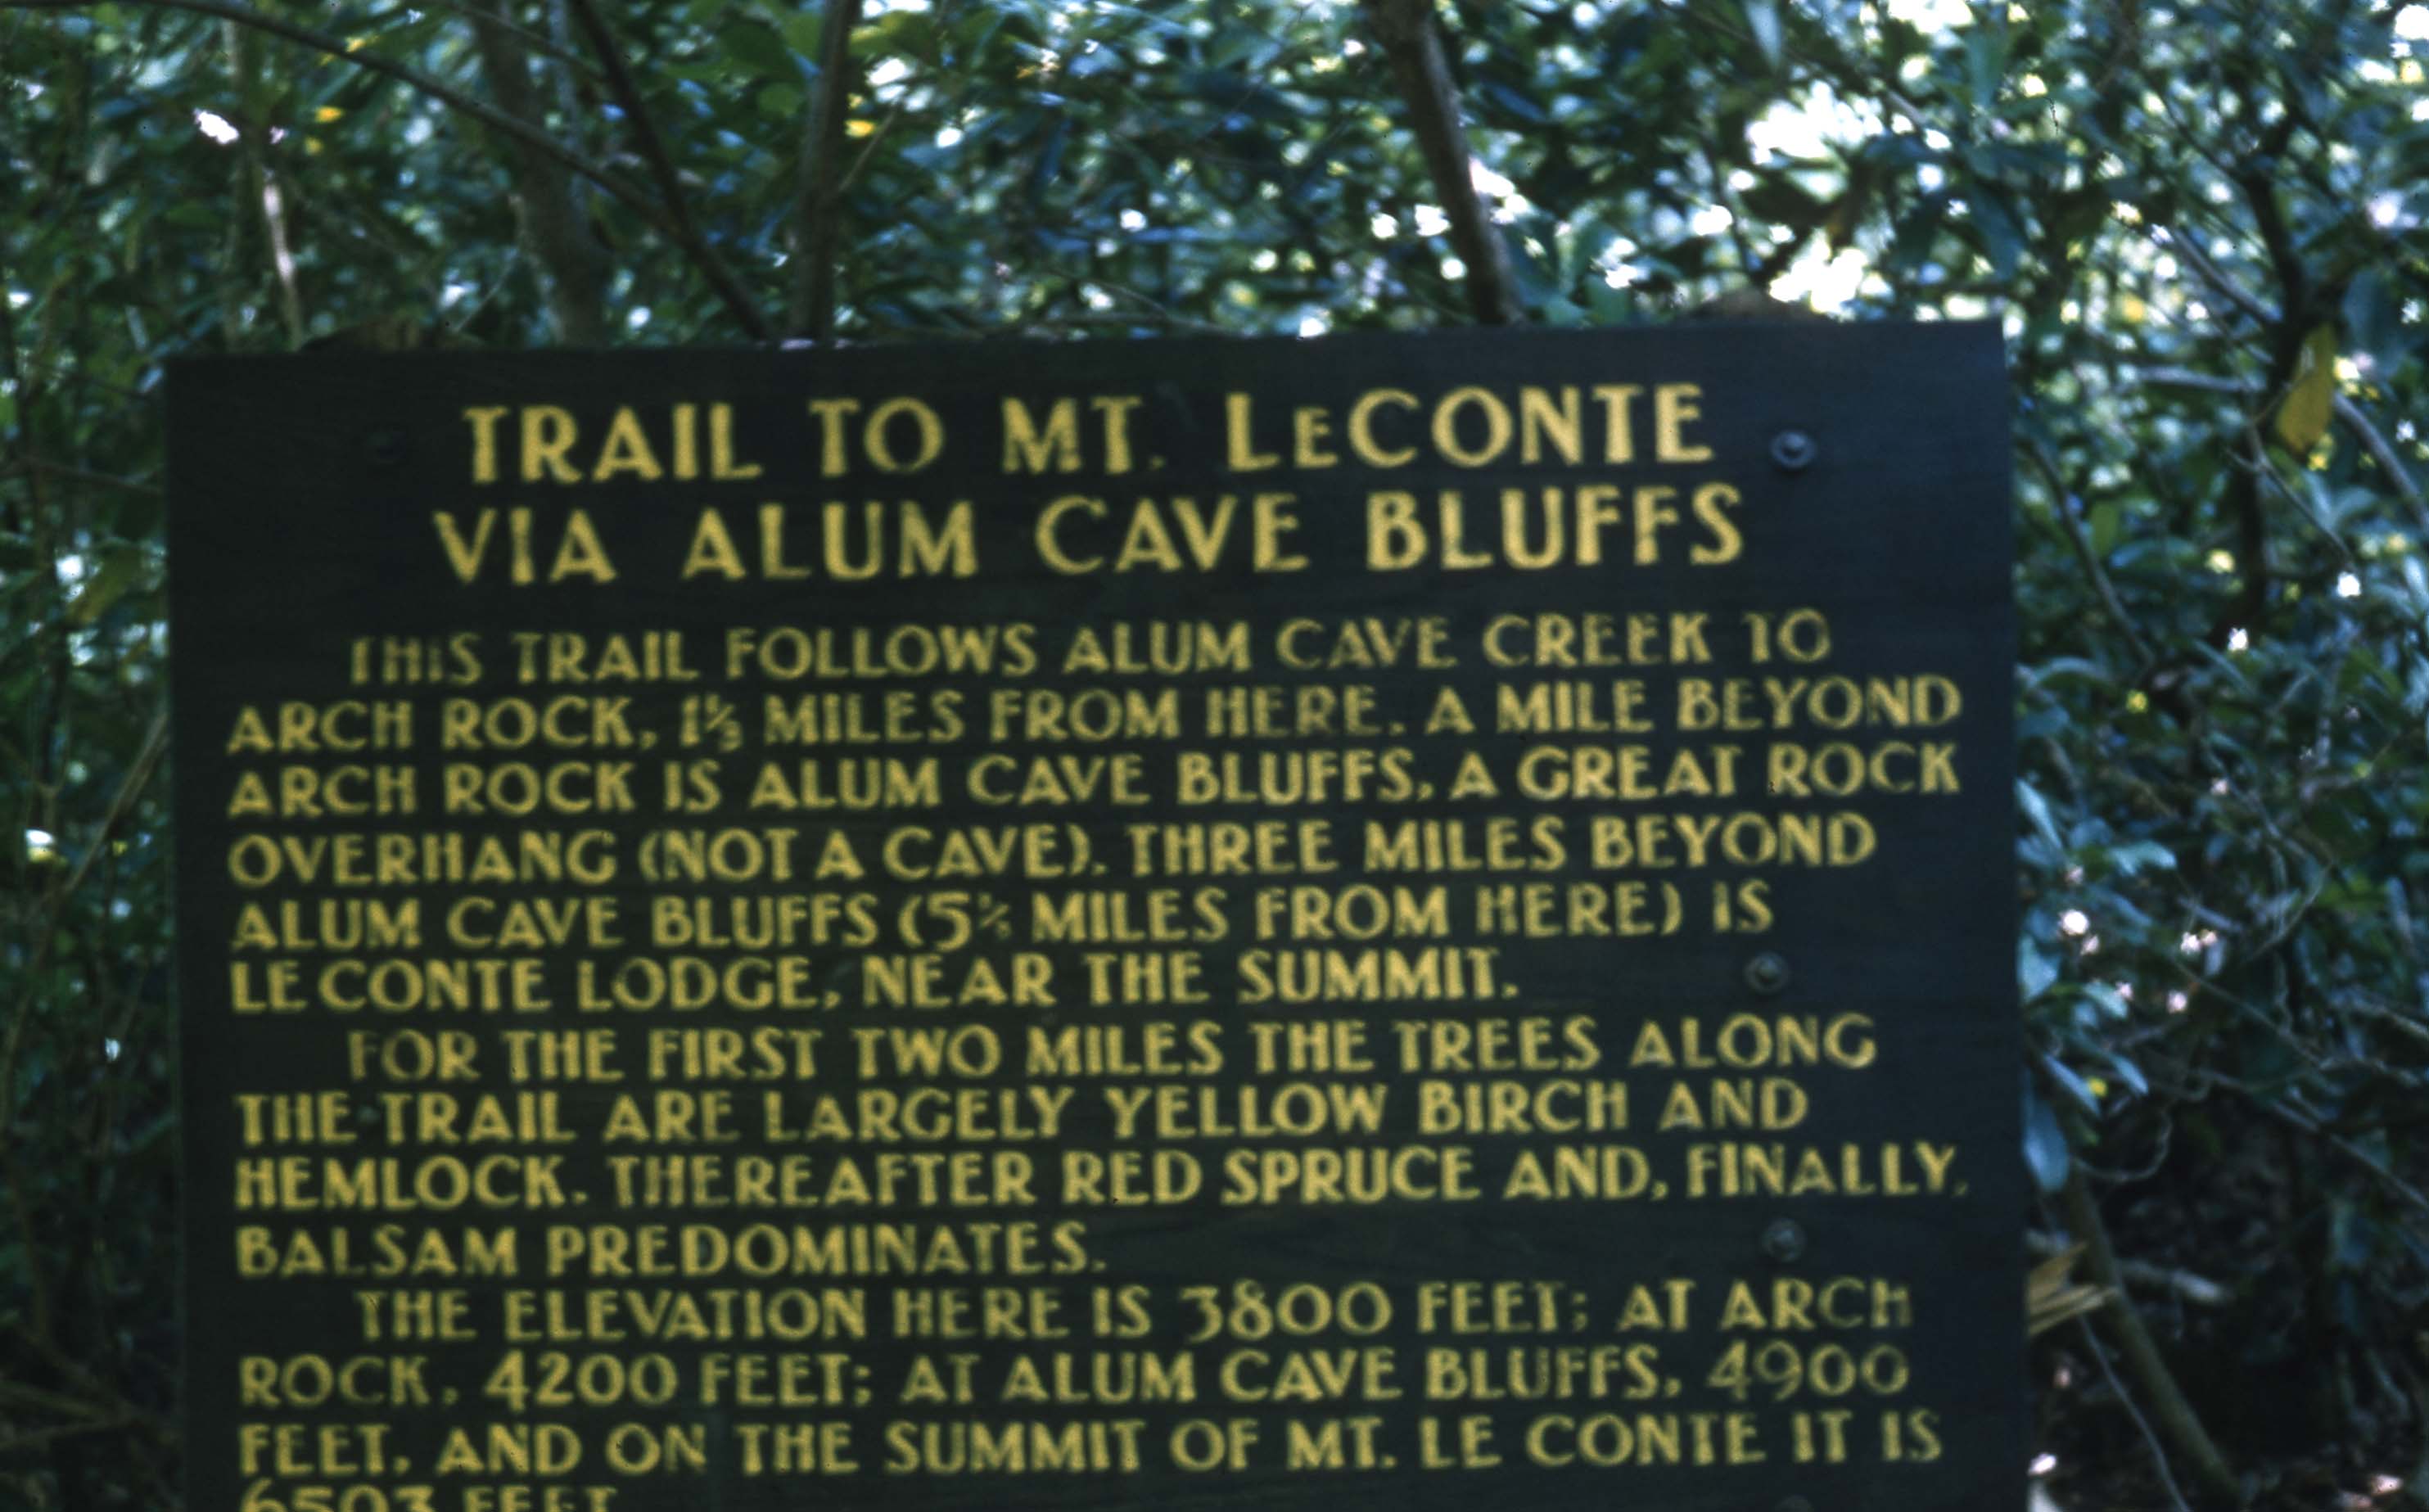 TRAIL TO MT. LeCONTE
VIA ALUM CAVE BLUFFS
THIS TRAIL FOLLOWS ALUM CAVE CREEK TO
ARCH ROCK, 1⅓ MILES FROM HERE. A MILE BEYOND
ARCH ROCK IS ALUM CAVE BLUFFS, A GREAT ROCK
OVERHANG (NOT A CAVE). THREE MILES BEYOND
ALUM CAVE BLUFFS (5⅓ MILES FROM HERE) IS
LE CONTE LODGE, NEAR THE SUMMIT.
FOR THE FIRST TWO MILES THE TREES ALONG
THE TRAIL ARE LARGELY YELLOW BIRCH AND
HEMLOCK. THEREAFTER RED SPRUCE AND, FINALLY,
BALSAM PREDOMINATES.
THE ELEVATION HERE IS 3800 FEET; AT ARCH
ROCK, 4200 FEET; AT ALUM CAVE BLUFFS, 4900
FEET, AND ON THE SUMMIT OF MT. LE CONTE IT IS
6593 FEET